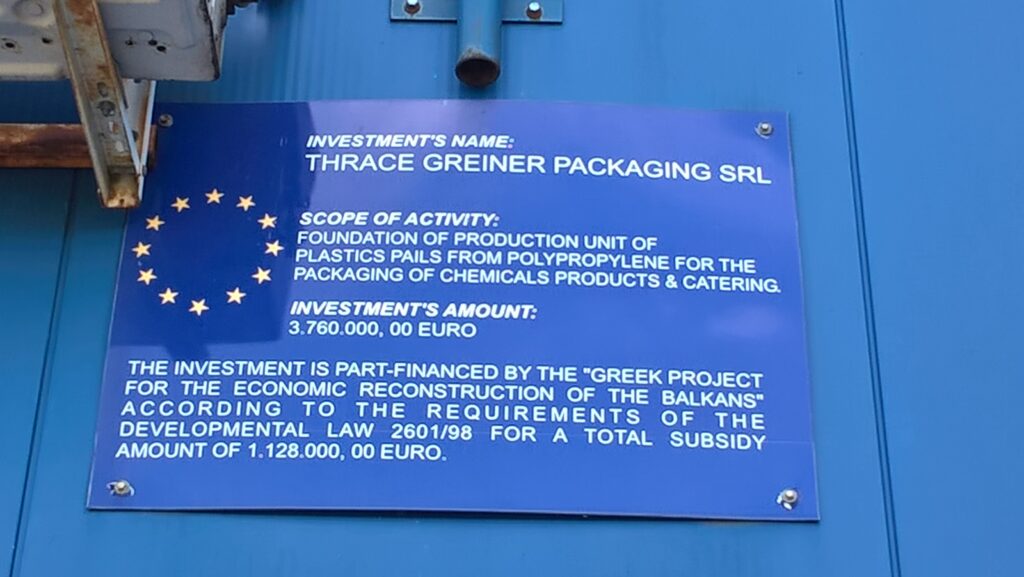 INVESTMENT'S NAME:
THRACE GREINER PACKAGING SRL
SCOPE OF ACTIVITY:
FOUNDATION OF PRODUCTION UNIT OF
PLASTICS PAILS FROM POLYPROPYLENE FOR THE
PACKAGING OF CHEMICALS PRODUCTS & CATERING.
INVESTMENT'S AMOUNT:
3.760.000, 00 EURO
THE INVESTMENT IS PART-FINANCED BY THE "GREEK PROJECT
FOR THE ECONOMIC RECONSTRUCTION OF THE BALKANS"
ACCORDING TO THE REQUIREMENTS OF THE
DEVELOPMENTAL LAW 2601/98 FOR A TOTAL SUBSIDY
AMOUNT OF 1.128.000, 00 EURO.